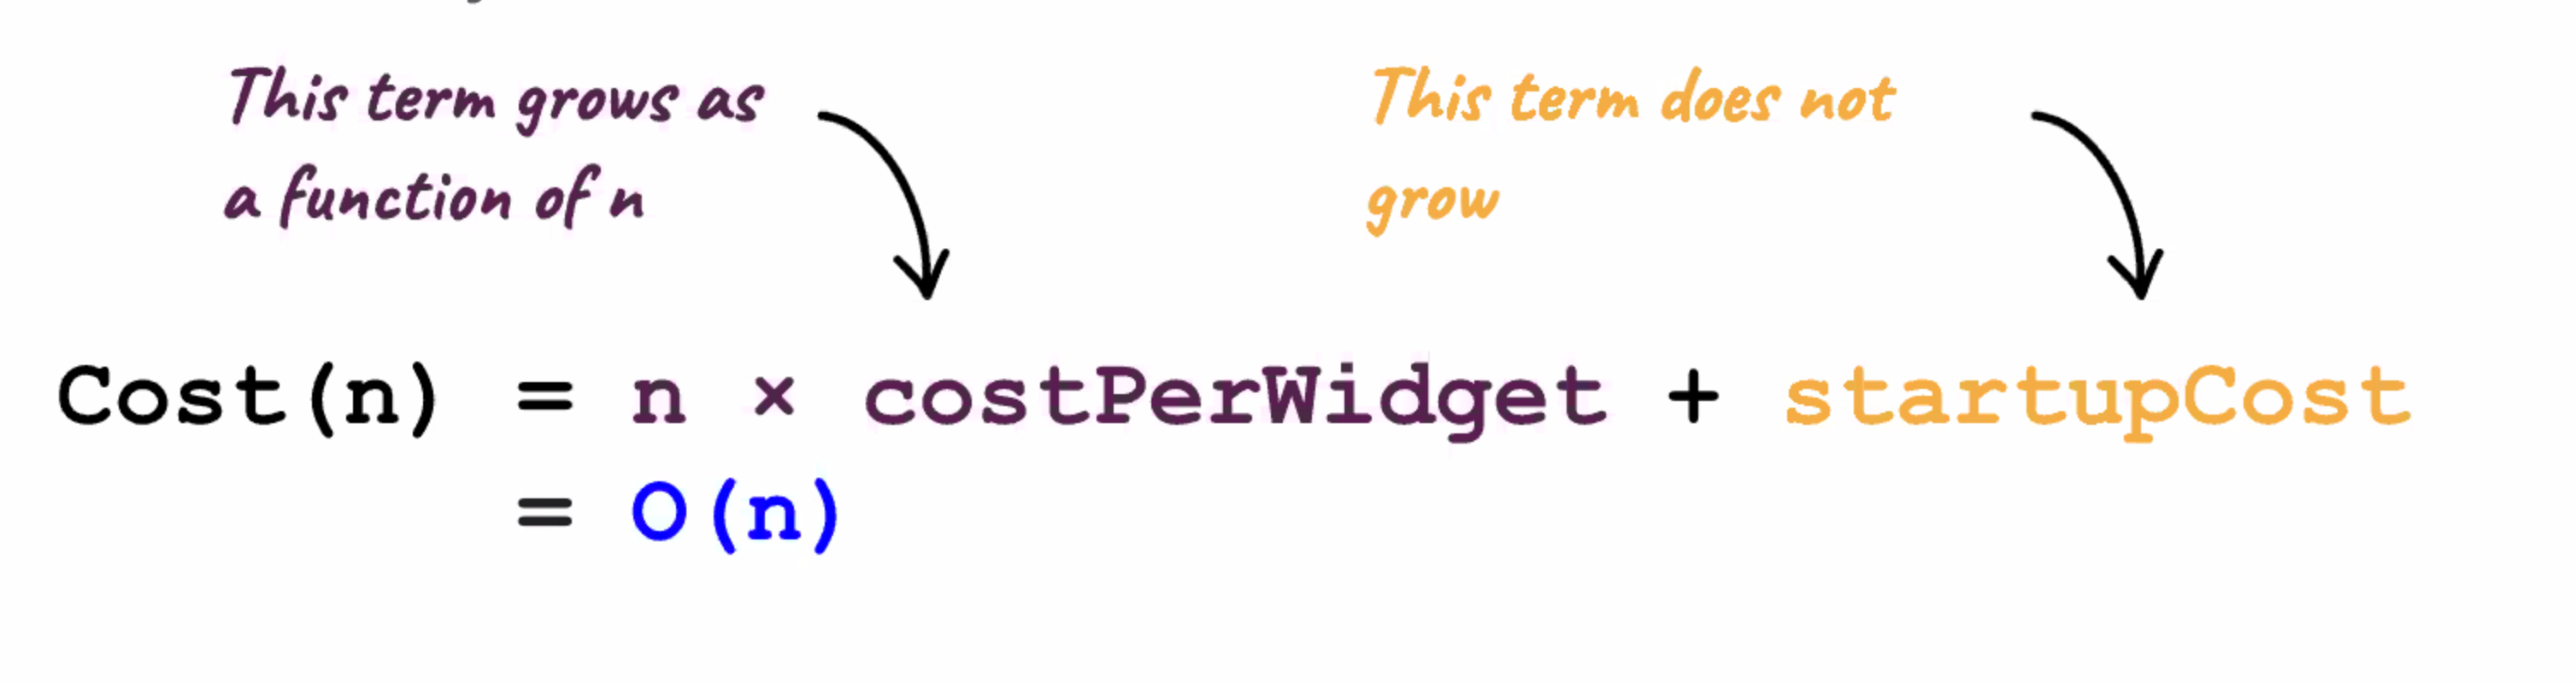 This term grows as
a function of n
This term does not
grow
Cost(n) = n × costPerWidget + startupCost
= O(n)